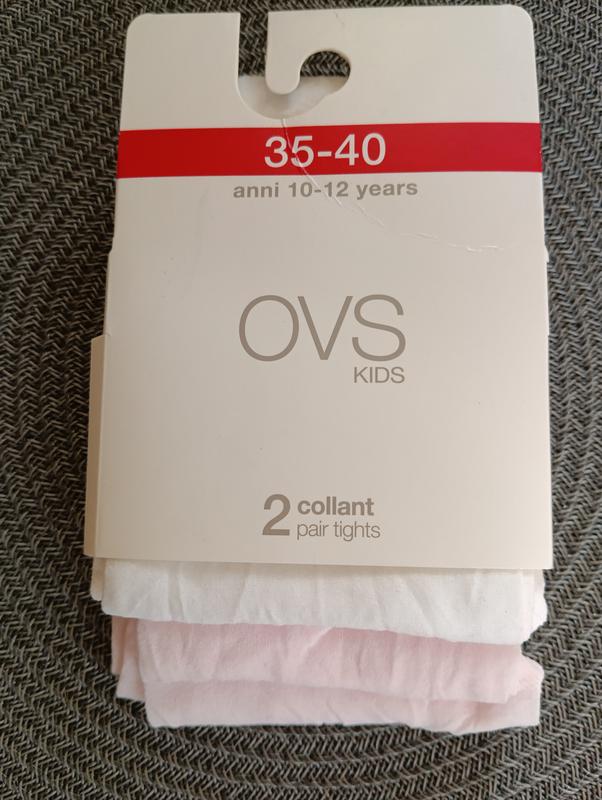 35-40
anni 10-12 years
OVS
KIDS
2 collant
pair tights